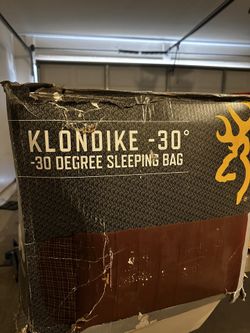 KLONDIKE -30°
-30 DEGREE SLEEPING BAG